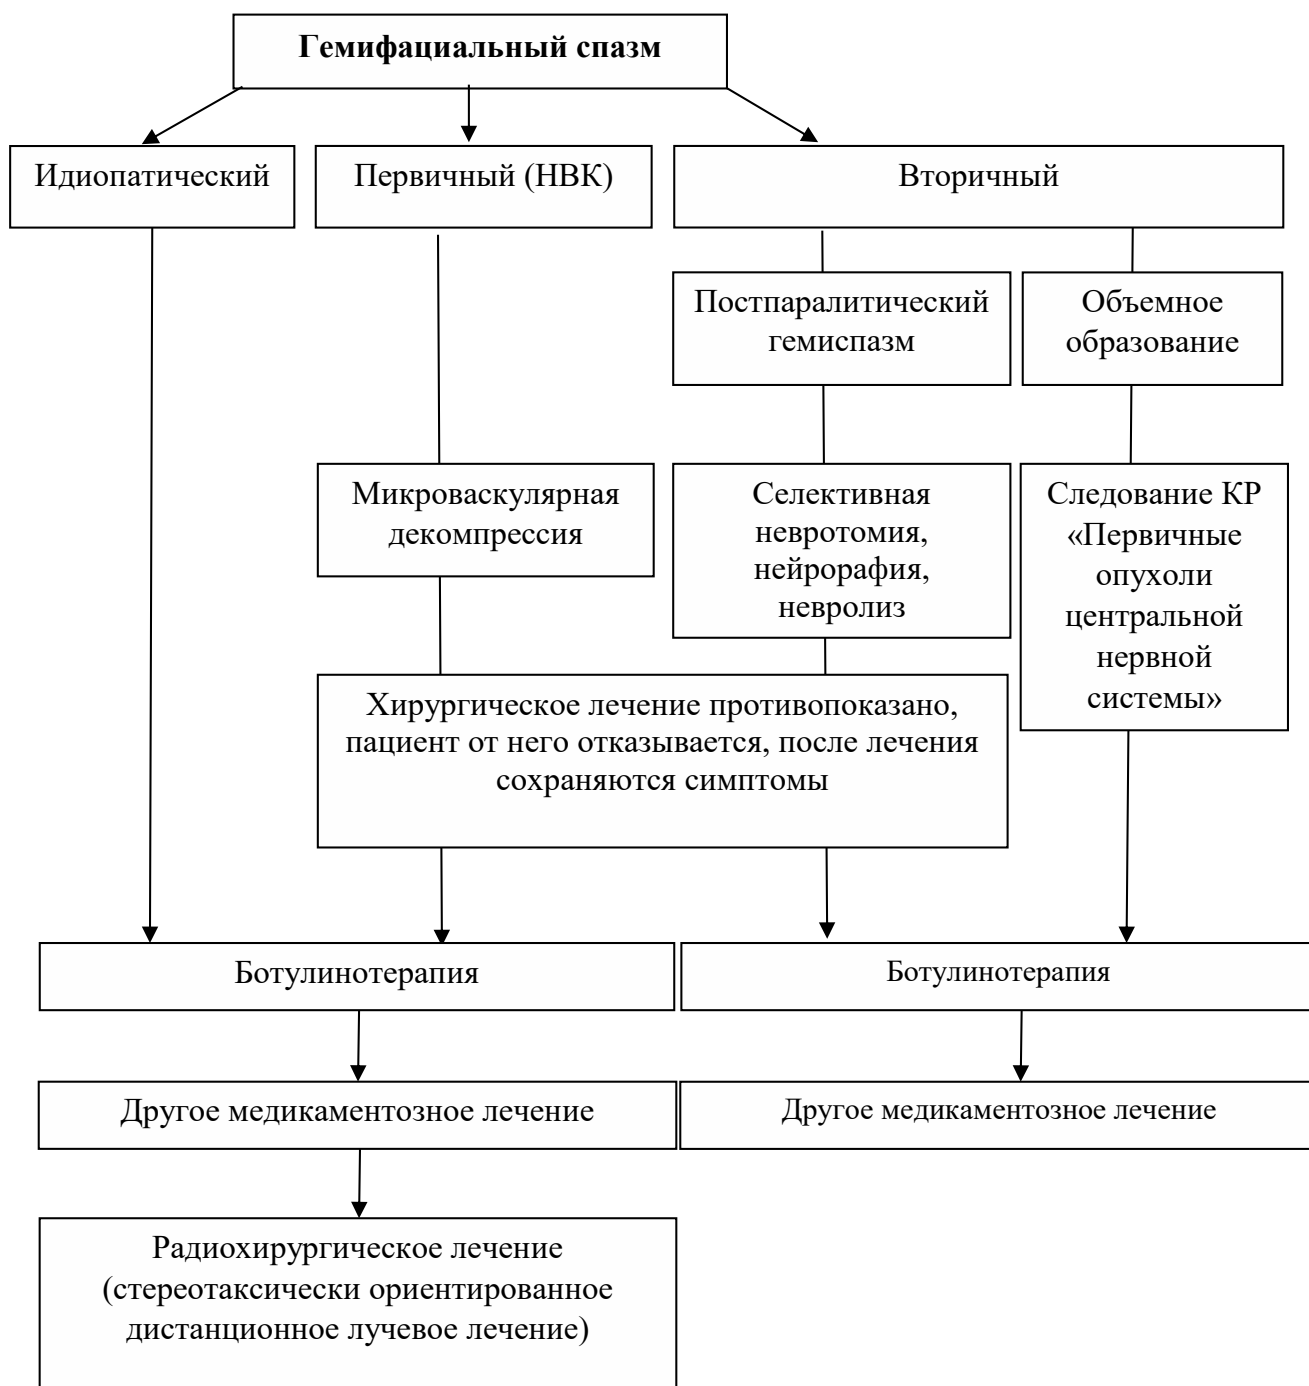 Гемифациальный спазм
Идиопатический
Первичный (НВК)
Вторичный
Постпаралитический
гемиспазм
Объемное
образование
Микроваскулярная
декомпрессия
Селективная
невротомия,
нейрорафия,
невролиз
Следование КР
«Первичные
опухоли
центральной
нервной
системы»
Хирургическое лечение противопоказано,
пациент от него отказывается, после лечения
сохраняются симптомы
Ботулинотерапия
Ботулинотерапия
Другое медикаментозное лечение
Другое медикаментозное лечение
Радиохирургическое лечение
(стереотаксически ориентированное
дистанционное лучевое лечение)